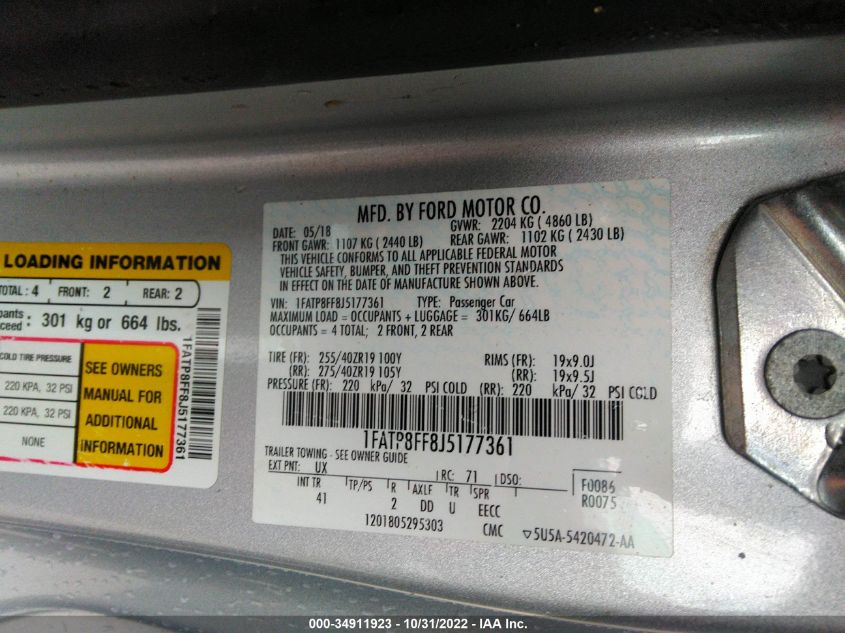 LOADING INFORMATION
TOTAL: 4 FRONT: 2 REAR: 2
301 kg or 664 lbs.
COLD TIRE PRESSURE
220 KPA, 32 PSI
220 KPA, 32 PSI
NONE
SEE OWNERS
MANUAL FOR
ADDITIONAL
INFORMATION
1FATP8FF8J5177361
MFD. BY FORD MOTOR CO.
DATE: 05/18 GVWR: 2204 KG ( 4860 LB)
FRONT GAWR: 1107 KG ( 2440 LB) REAR GAWR: 1102 KG ( 2430 LB)
THIS VEHICLE CONFORMS TO ALL APPLICABLE FEDERAL MOTOR
VEHICLE SAFETY, BUMPER, AND THEFT PREVENTION STANDARDS
IN EFFECT ON THE DATE OF MANUFACTURE SHOWN ABOVE.
VIN: 1FATP8FF8J5177361 TYPE: Passenger Car
MAXIMUM LOAD = OCCUPANTS + LUGGAGE = 301KG/ 664LB
OCCUPANTS = 4 TOTAL; 2 FRONT, 2 REAR
TIRE (FR): 255/40ZR19 100Y RIMS (FR): 19x9.0J
(RR): 275/40ZR19 105Y (RR): 19x9.5J
PRESSURE (FR): 220 kPa/ 32 PSI COLD (RR): 220 kPa/ 32 PSI COLD
1FATP8FF8J5177361
TRAILER TOWING - SEE OWNER GUIDE
EXT PNT: UX RC: 71 DSO: F0086
INT TR TP/PS R AXLE TR SPR R0075
41 2 DD U EECC
1201805295303 CMC ▽5U5A-5420472-AA
000-34911923 - 10/31/2022 - IAA Inc.